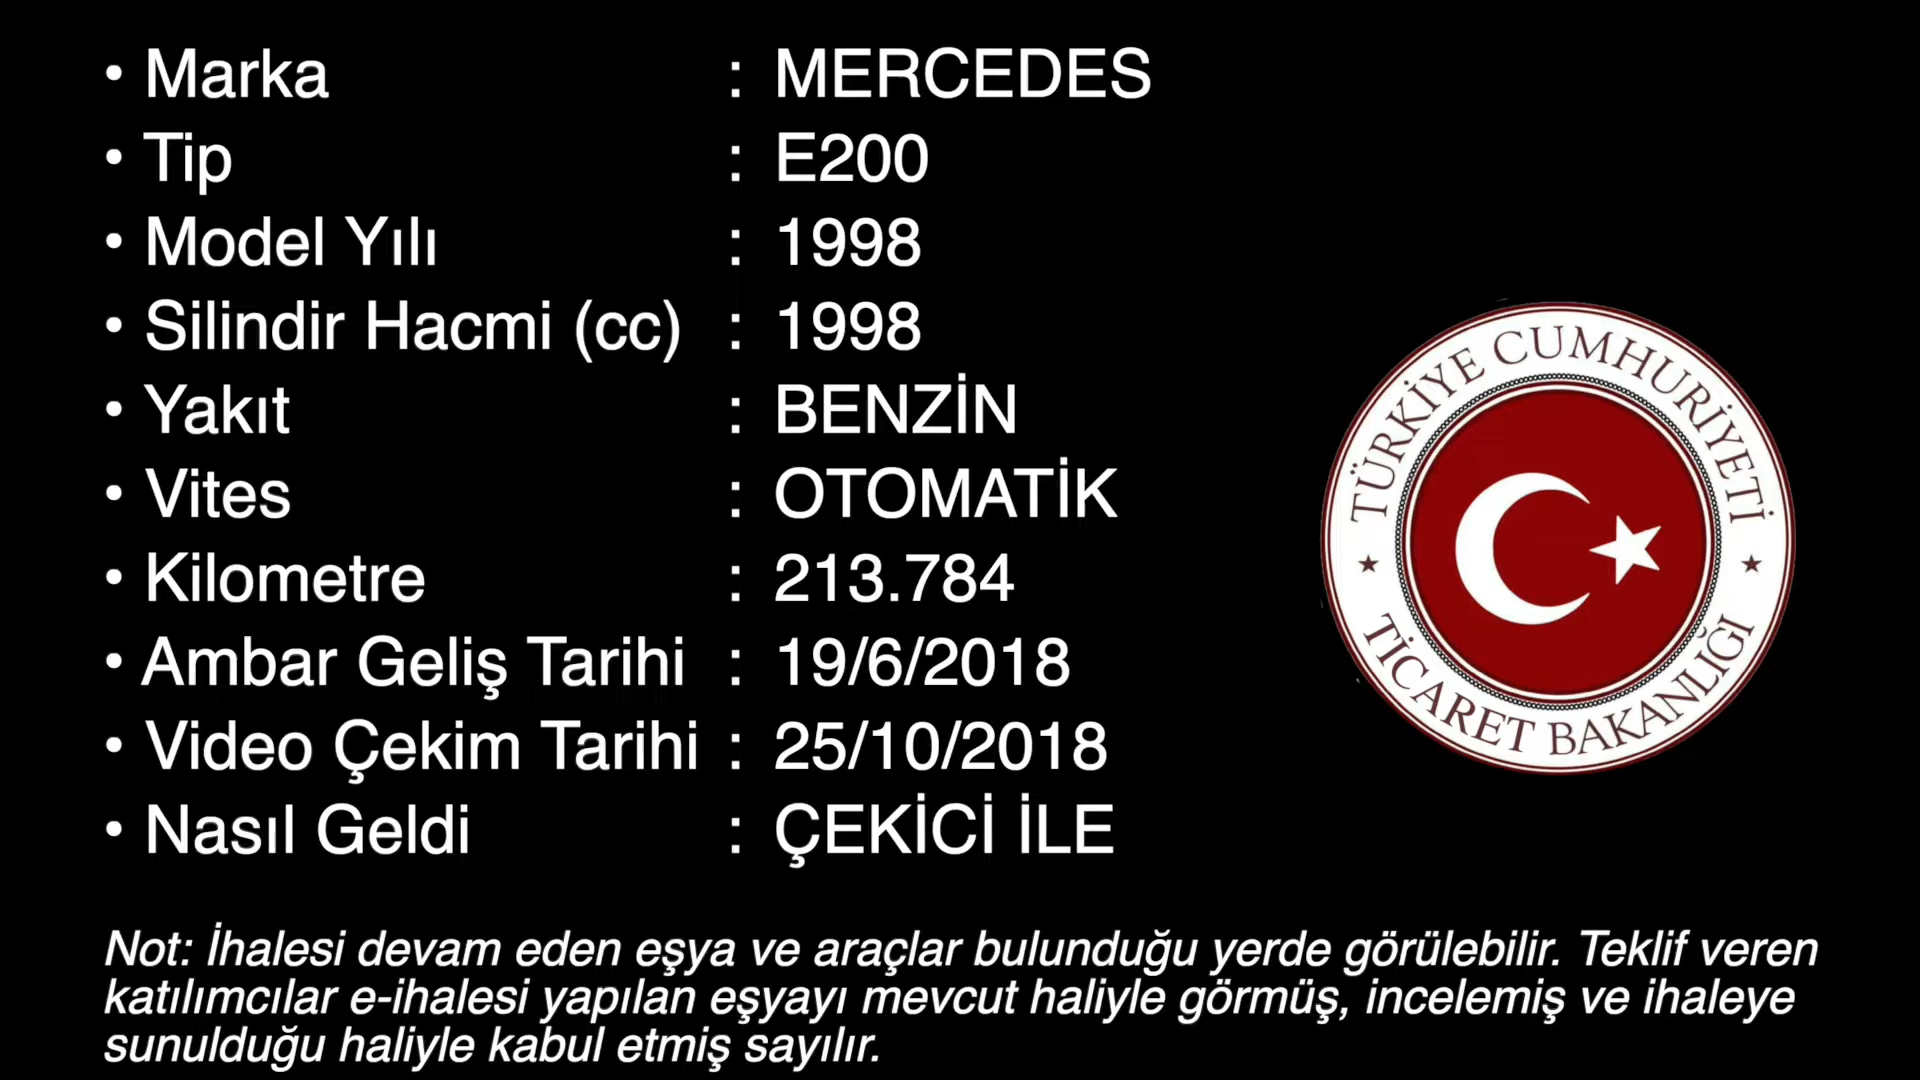 • Marka : MERCEDES
• Tip : E200
• Model Yılı : 1998
• Silindir Hacmi (cc) : 1998
• Yakıt : BENZİN
• Vites : OTOMATİK
• Kilometre : 213.784
• Ambar Geliş Tarihi : 19/6/2018
• Video Çekim Tarihi : 25/10/2018
• Nasıl Geldi : ÇEKİCİ İLE
TÜRKİYE CUMHURİYETİ
TİCARET BAKANLIĞI
Not: İhalesi devam eden eşya ve araçlar bulunduğu yerde görülebilir. Teklif veren
katılımcılar e-ihalesi yapılan eşyayı mevcut haliyle görmüş, incelemiş ve ihaleye
sunulduğu haliyle kabul etmiş sayılır.